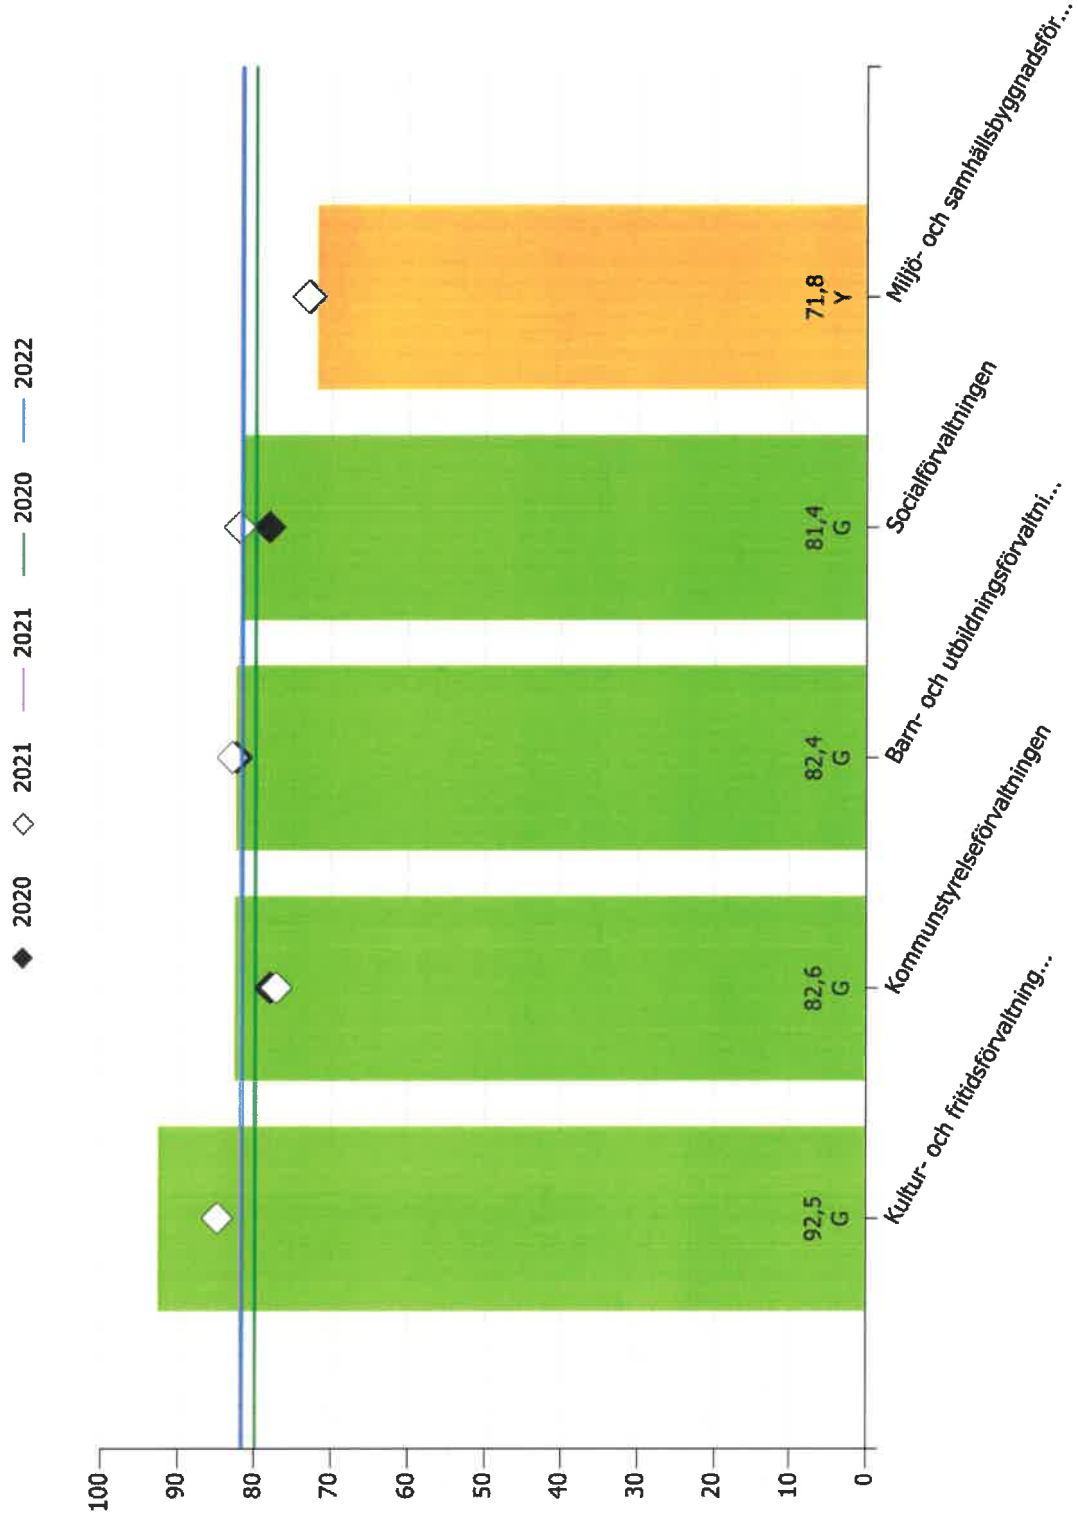 2020 2021 2021 2020 2022
100
90
80
70
60
50
40
30
20
10
0
92,5
G
82,6
G
82,4
G
81,4
G
71,8
Y
Kultur- och fritidsförvaltning...
Kommunstyrelseförvaltningen
Barn- och utbildningsförvaltni...
Socialförvaltningen
Miljö- och samhällsbyggnadsför...